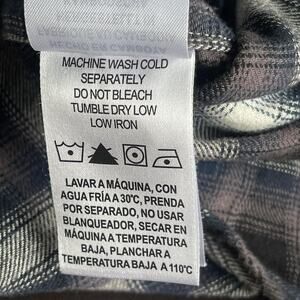 MACHINE WASH COLD
SEPARATELY
DO NOT BLEACH
TUMBLE DRY LOW
LOW IRON
LAVAR A MÁQUINA, CON
AGUA FRÍA A 30°C, PRENDA
POR SEPARADO, NO USAR
BLANQUEADOR, SECAR EN
MÁQUINA A TEMPERATURA
BAJA, PLANCHAR A
TEMPERATURA BAJA A 110°C